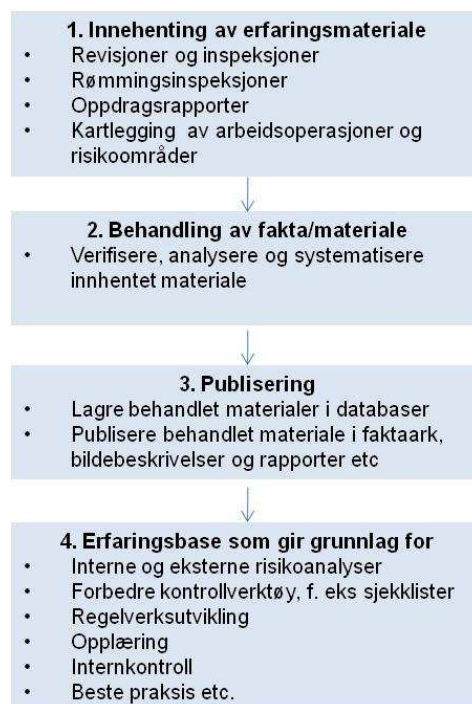 1. Innehenting av erfaringsmateriale
• Revisjoner og inspeksjoner
• Rømmingsinspeksjoner
• Oppdragsrapporter
• Kartlegging av arbeidsoperasjoner og
risikoområder
2. Behandling av fakta/materiale
• Verifisere, analysere og systematisere
innhentet materiale
3. Publisering
• Lagre behandlet materialer i databaser
• Publisere behandlet materiale i faktaark,
bildebeskrivelser og rapporter etc
4. Erfaringsbase som gir grunnlag for
• Interne og eksterne risikoanalyser
• Forbedre kontrollverktøy, f. eks sjekklister
• Regelverksutvikling
• Opplæring
• Internkontroll
• Beste praksis etc.